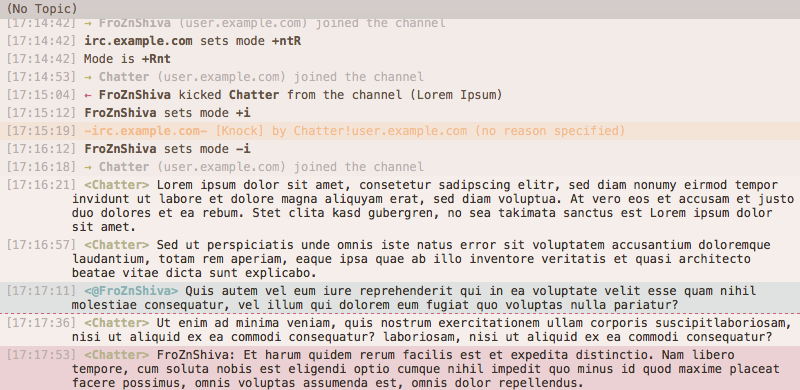 (No Topic)
[17:14:42] → FroZnShiva (user.example.com) joined the channel
[17:14:42] irc.example.com sets mode +ntR
[17:14:42] Mode is +Rnt
[17:14:53] → Chatter (user.example.com) joined the channel
[17:15:04] ← FroZnShiva kicked Chatter from the channel (Lorem Ipsum)
[17:15:12] FroZnShiva sets mode +i
[17:15:19] -irc.example.com- [Knock] by Chatter!user.example.com (no reason specified)
[17:16:12] FroZnShiva sets mode -i
[17:16:18] → Chatter (user.example.com) joined the channel
[17:16:21] <Chatter> Lorem ipsum dolor sit amet, consetetur sadipscing elitr, sed diam nonumy eirmod tempor
invidunt ut labore et dolore magna aliquyam erat, sed diam voluptua. At vero eos et accusam et justo
duo dolores et ea rebum. Stet clita kasd gubergren, no sea takimata sanctus est Lorem ipsum dolor
sit amet.
[17:16:57] <Chatter> Sed ut perspiciatis unde omnis iste natus error sit voluptatem accusantium doloremque
laudantium, totam rem aperiam, eaque ipsa quae ab illo inventore veritatis et quasi architecto
beatae vitae dicta sunt explicabo.
[17:17:11] <@FroZnShiva> Quis autem vel eum iure reprehenderit qui in ea voluptate velit esse quam nihil
molestiae consequatur, vel illum qui dolorem eum fugiat quo voluptas nulla pariatur?
[17:17:36] <Chatter> Ut enim ad minima veniam, quis nostrum exercitationem ullam corporis suscipitlaboriosam,
nisi ut aliquid ex ea commodi consequatur? laboriosam, nisi ut aliquid ex ea commodi consequatur?
[17:17:53] <Chatter> FroZnShiva: Et harum quidem rerum facilis est et expedita distinctio. Nam libero
tempore, cum soluta nobis est eligendi optio cumque nihil impedit quo minus id quod maxime placeat
facere possimus, omnis voluptas assumenda est, omnis dolor repellendus.